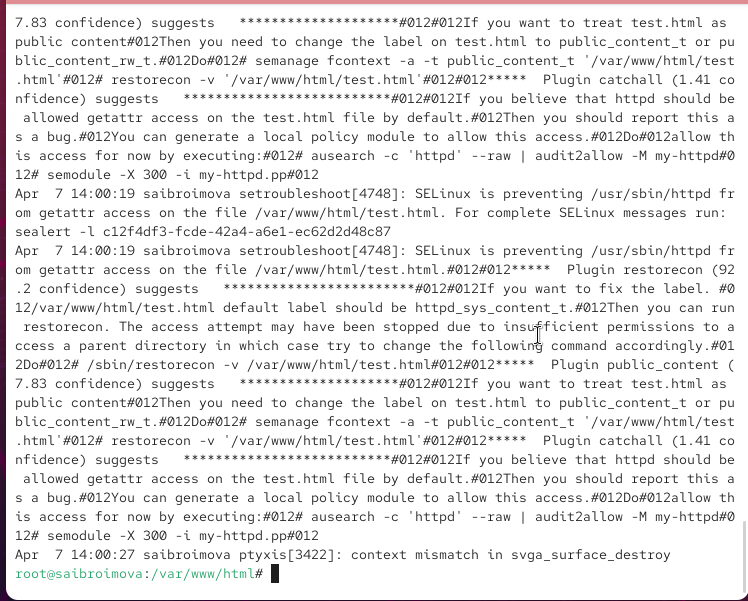 7.83 confidence) suggests   ********************#012#012If you want to treat test.html as
public content#012Then you need to change the label on test.html to public_content_t or pu
blic_content_rw_t.#012Do#012# semanage fcontext -a -t public_content_t '/var/www/html/test
.html'#012# restorecon -v '/var/www/html/test.html'#012#012*****  Plugin catchall (1.41 co
nfidence) suggests   **************************#012#012If you believe that httpd should be
 allowed getattr access on the test.html file by default.#012Then you should report this a
s a bug.#012You can generate a local policy module to allow this access.#012Do#012allow th
is access for now by executing:#012# ausearch -c 'httpd' --raw | audit2allow -M my-httpd#0
12# semodule -X 300 -i my-httpd.pp#012
Apr  7 14:00:19 saibroimova setroubleshoot[4748]: SELinux is preventing /usr/sbin/httpd fr
om getattr access on the file /var/www/html/test.html. For complete SELinux messages run:
sealert -l c12f4df3-fcde-42a4-a6e1-ec62d2d48c87
Apr  7 14:00:19 saibroimova setroubleshoot[4748]: SELinux is preventing /usr/sbin/httpd fr
om getattr access on the file /var/www/html/test.html.#012#012*****  Plugin restorecon (92
.2 confidence) suggests   ************************#012#012If you want to fix the label. #0
12/var/www/html/test.html default label should be httpd_sys_content_t.#012Then you can run
 restorecon. The access attempt may have been stopped due to insufficient permissions to a
ccess a parent directory in which case try to change the following command accordingly.#01
2Do#012# /sbin/restorecon -v /var/www/html/test.html#012#012*****  Plugin public_content (
7.83 confidence) suggests   ********************#012#012If you want to treat test.html as
public content#012Then you need to change the label on test.html to public_content_t or pu
blic_content_rw_t.#012Do#012# semanage fcontext -a -t public_content_t '/var/www/html/test
.html'#012# restorecon -v '/var/www/html/test.html'#012#012*****  Plugin catchall (1.41 co
nfidence) suggests   **************************#012#012If you believe that httpd should be
 allowed getattr access on the test.html file by default.#012Then you should report this a
s a bug.#012You can generate a local policy module to allow this access.#012Do#012allow th
is access for now by executing:#012# ausearch -c 'httpd' --raw | audit2allow -M my-httpd#0
12# semodule -X 300 -i my-httpd.pp#012
Apr  7 14:00:27 saibroimova ptyxis[3422]: context mismatch in svga_surface_destroy
root@saibroimova:/var/www/html#